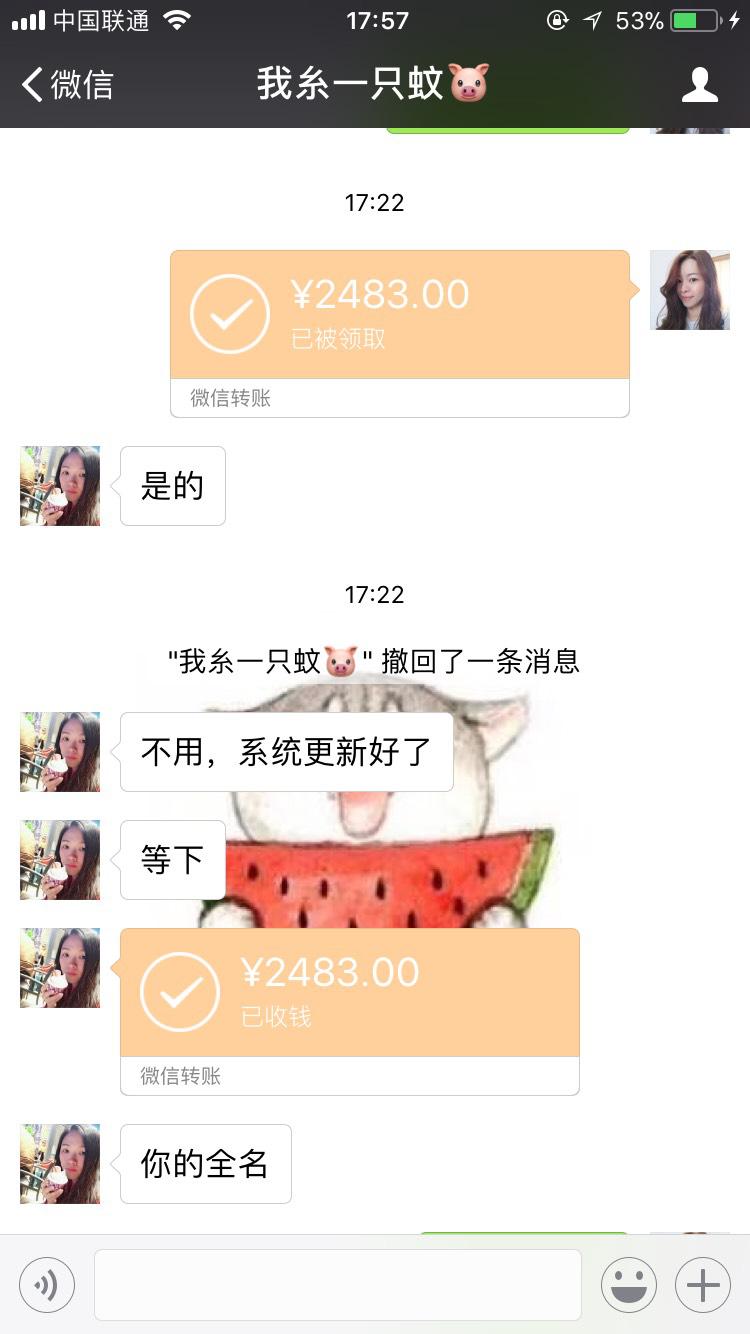 中国联通 17:57 53%
微信 我糸一只蚊🐷
17:22
¥2483.00
已被领取
微信转账
是的
17:22
"我糸一只蚊🐷" 撤回了一条消息
不用，系统更新好了
等下
¥2483.00
已收钱
微信转账
你的全名